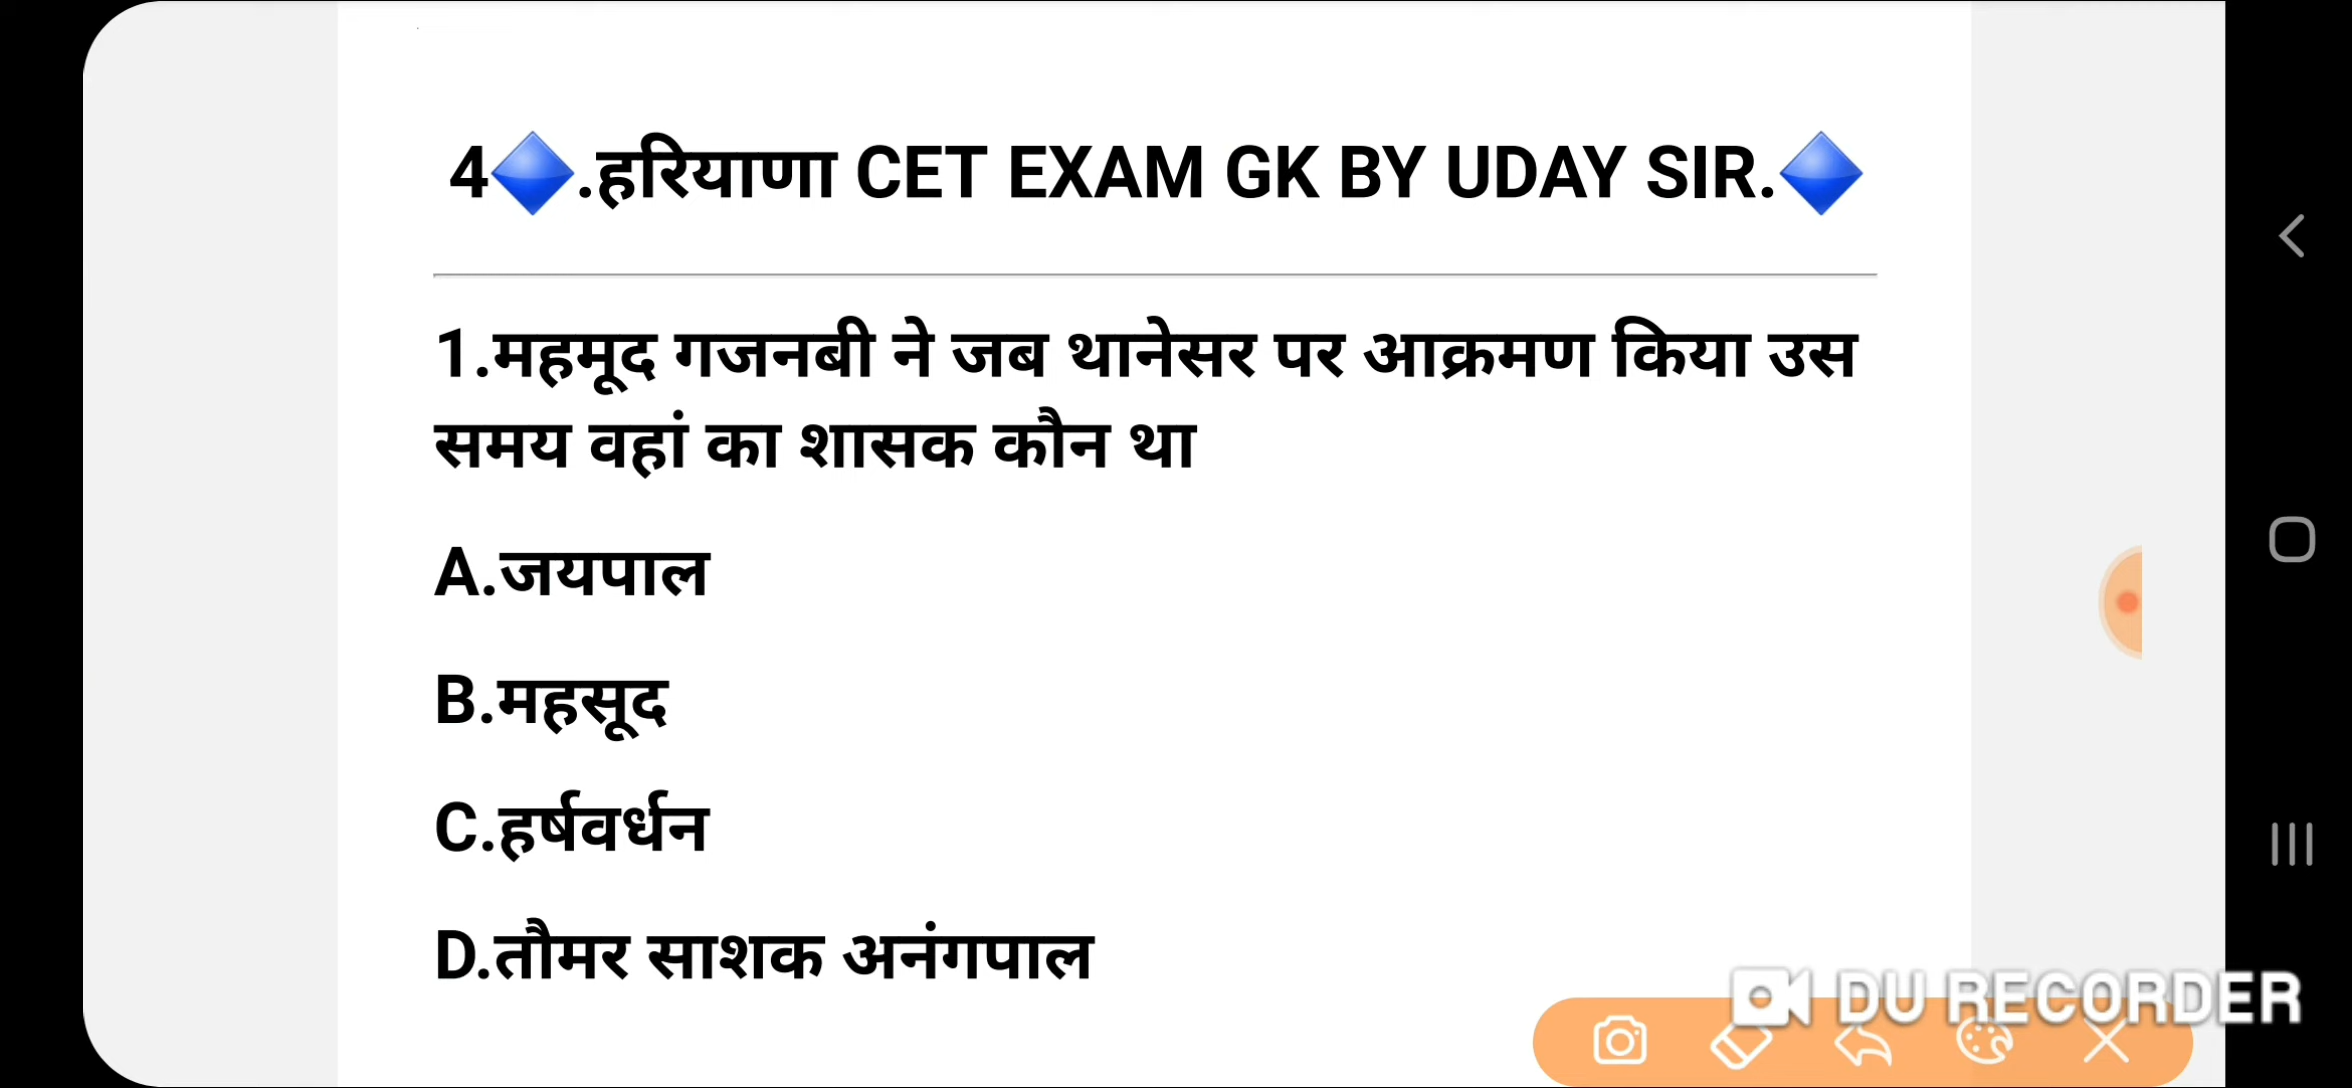 4🔷.हरियाणा CET EXAM GK BY UDAY SIR.🔷
1.महमूद गजनबी ने जब थानेसर पर आक्रमण किया उस
समय वहां का शासक कौन था
A.जयपाल
B.महसूद
C.हर्षवर्धन
D.तौमर साशक अनंगपाल
DU RECORDER